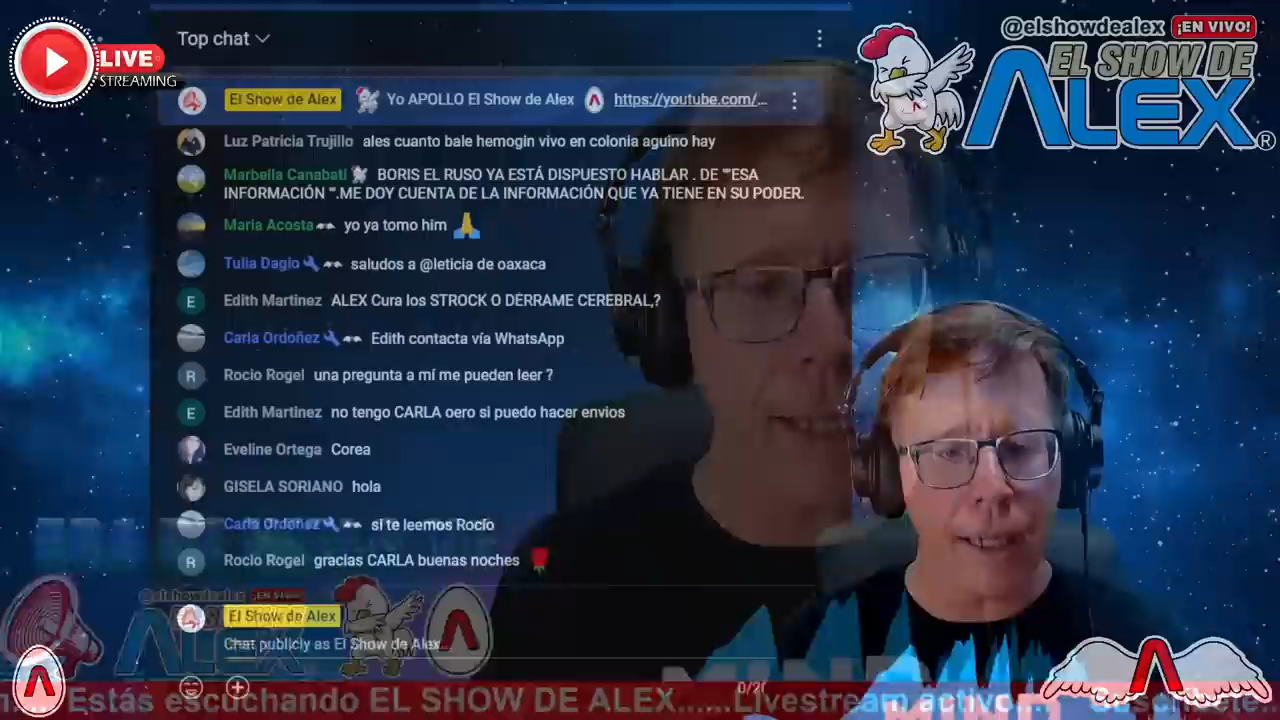 LIVE
STREAMING
Top chat
@elshowdealex ¡EN VIVO!
EL SHOW DE
ALEX®
El Show de Alex Yo APOLLO El Show de Alex https://youtube.com/...
Luz Patricia Trujillo ales cuanto bale hemogin vivo en colonia aguino hay
Marbella Canabati BORIS EL RUSO YA ESTÁ DISPUESTO HABLAR . DE "'ESA
INFORMACIÓN ".ME DOY CUENTA DE LA INFORMACIÓN QUE YA TIENE EN SU PODER.
Maria Acosta yo ya tomo him
Tulia Dagio saludos a @leticia de oaxaca
Edith Martinez ALEX Cura los STROCK O DERRAME CEREBRAL,?
Carla Ordoñez Edith contacta vía WhatsApp
Rocio Rogel una pregunta a mí me pueden leer ?
Edith Martinez no tengo CARLA oero si puedo hacer envios
Eveline Ortega Corea
GISELA SORIANO hola
Carla Ordoñez si te leemos Rocío
Rocio Rogel gracias CARLA buenas noches
@elshowdealex ¡EN VIVO!
ALEX
El Show de Alex
Chat publicly as El Show de Alex...
Estás escuchando EL SHOW DE ALEX......Livestream activo....